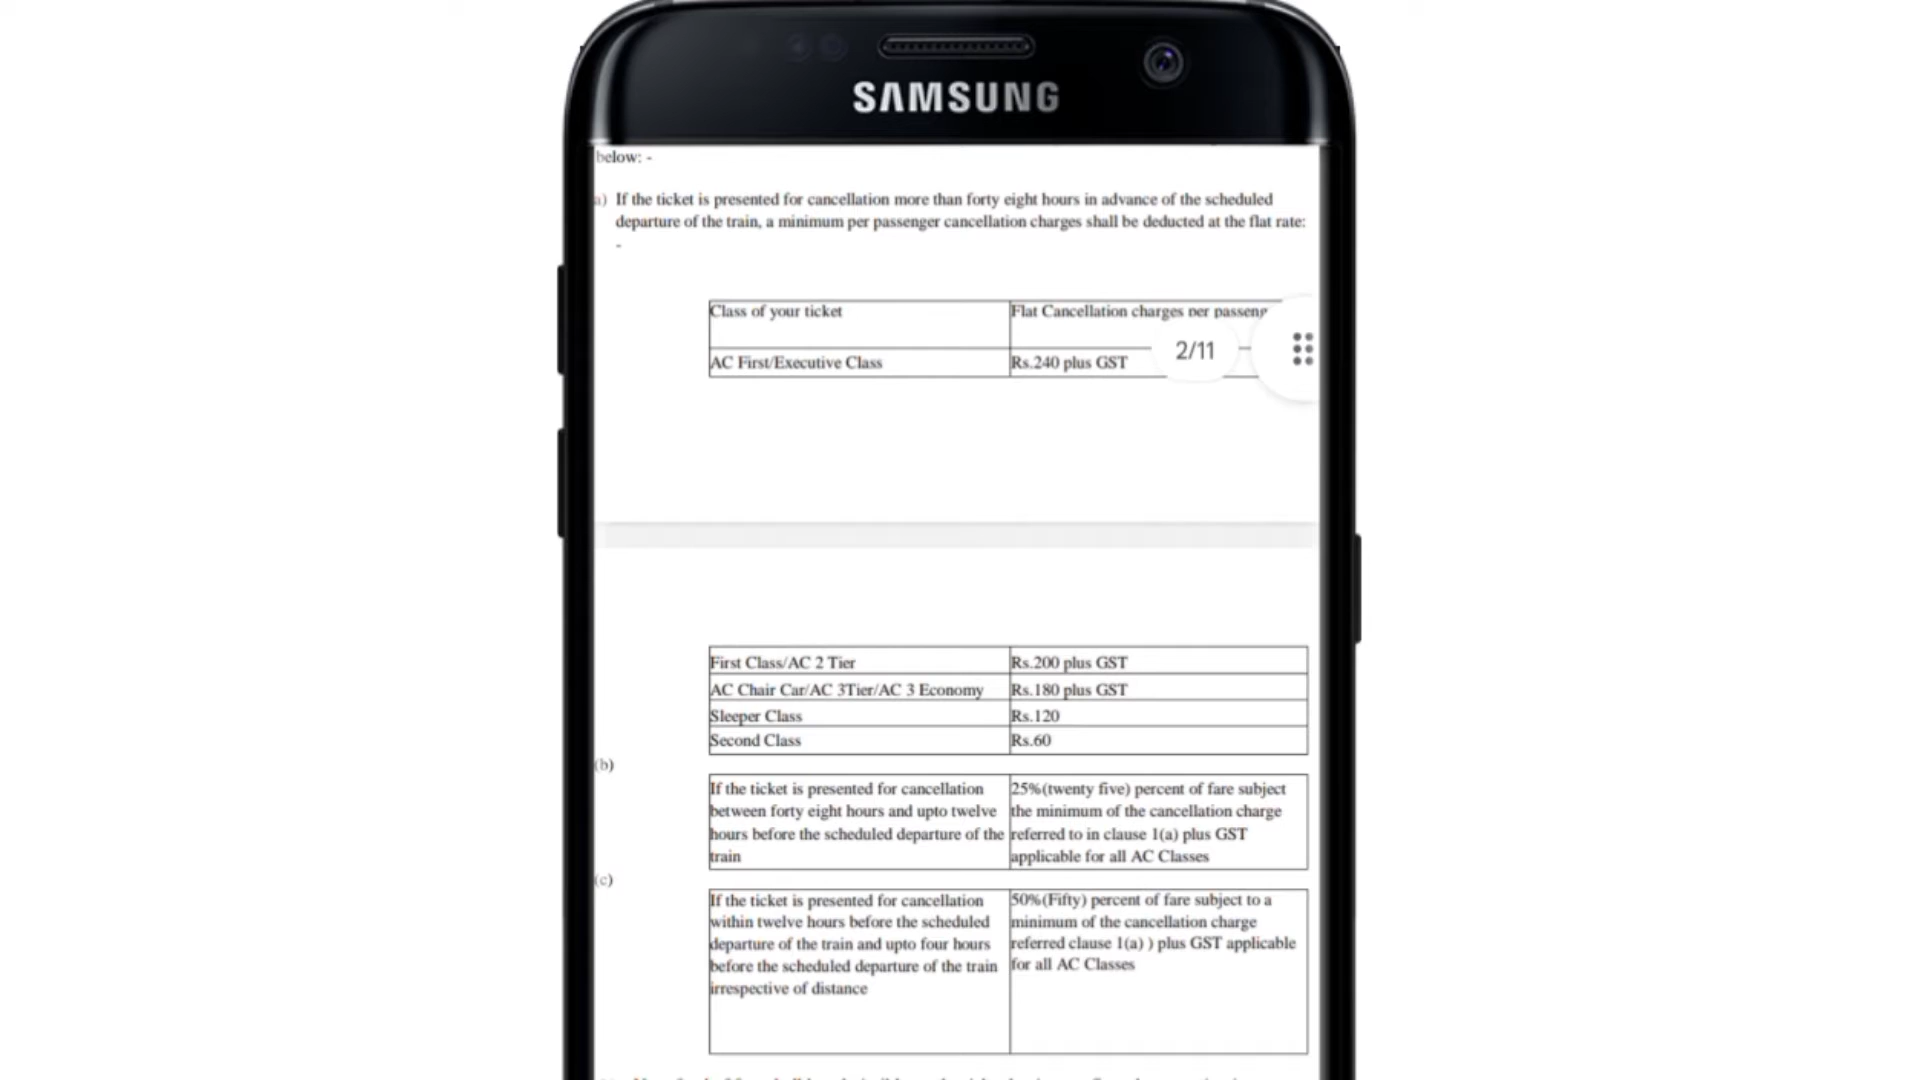 SAMSUNG
below: -
a) If the ticket is presented for cancellation more than forty eight hours in advance of the scheduled
departure of the train, a minimum per passenger cancellation charges shall be deducted at the flat rate:
-
Class of your ticket
Flat Cancellation charges per
2/11
AC First/Executive Class
Rs.240 plus GST
First Class/AC 2 Tier
Rs.200 plus GST
AC Chair Car/AC 3Tier/AC 3 Economy
Rs.180 plus GST
Sleeper Class
Rs.120
Second Class
Rs.60
(b)
If the ticket is presented for cancellation
between forty eight hours and upto twelve
hours before the scheduled departure of the
train
25%(twenty five) percent of fare subject
the minimum of the cancellation charge
referred to in clause 1(a) plus GST
applicable for all AC Classes
(c)
If the ticket is presented for cancellation
within twelve hours before the scheduled
departure of the train and upto four hours
before the scheduled departure of the train
irrespective of distance
50%(Fifty) percent of fare subject to a
minimum of the cancellation charge
referred clause 1(a) ) plus GST applicable
for all AC Classes